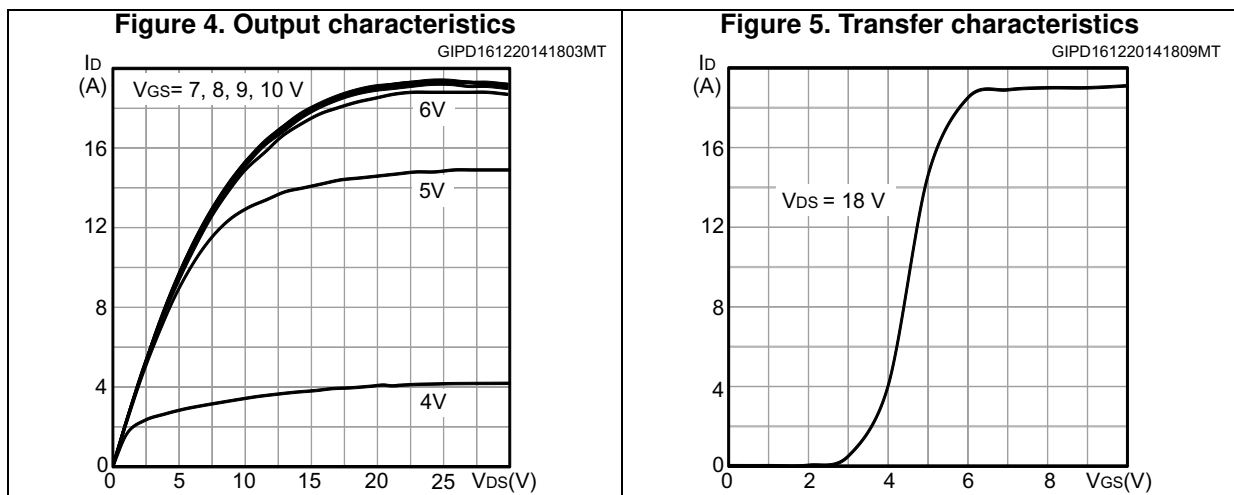 Figure 4. Output characteristics
GIPD161220141803MT
ID
(A)
VGS= 7, 8, 9, 10 V
6V
16
5V
12
8
4
4V
0
0 5 10 15 20 25 VDS(V)
Figure 5. Transfer characteristics
GIPD161220141809MT
ID
(A)
16
VDS = 18 V
12
8
4
0
0 2 4 6 8 VGS(V)